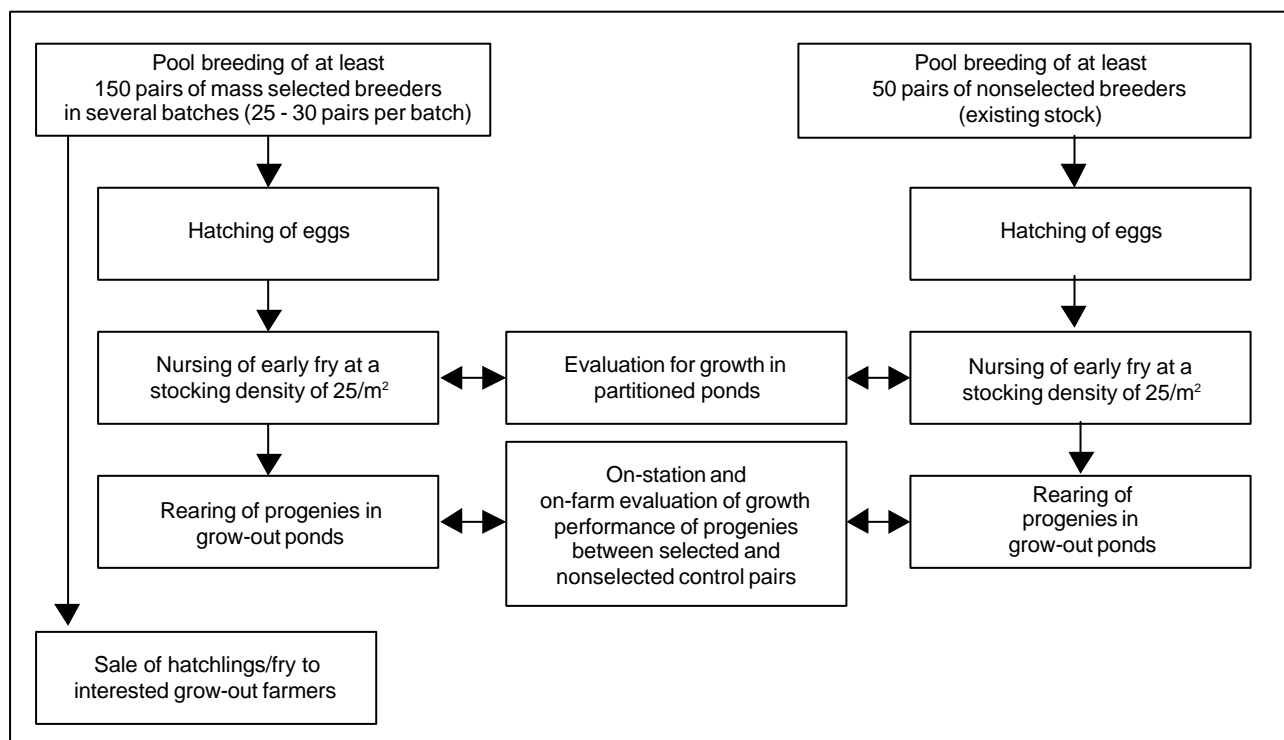 Pool breeding of at least
150 pairs of mass selected breeders
in several batches (25 - 30 pairs per batch)
Pool breeding of at least
50 pairs of nonselected breeders
(existing stock)
Hatching of eggs
Hatching of eggs
Nursing of early fry at a
stocking density of 25/m²
Evaluation for growth in
partitioned ponds
Nursing of early fry at a
stocking density of 25/m²
Rearing of progenies in
grow-out ponds
On-station and
on-farm evaluation of growth
performance of progenies
between selected and
nonselected control pairs
Rearing of
progenies in
grow-out ponds
Sale of hatchlings/fry to
interested grow-out farmers